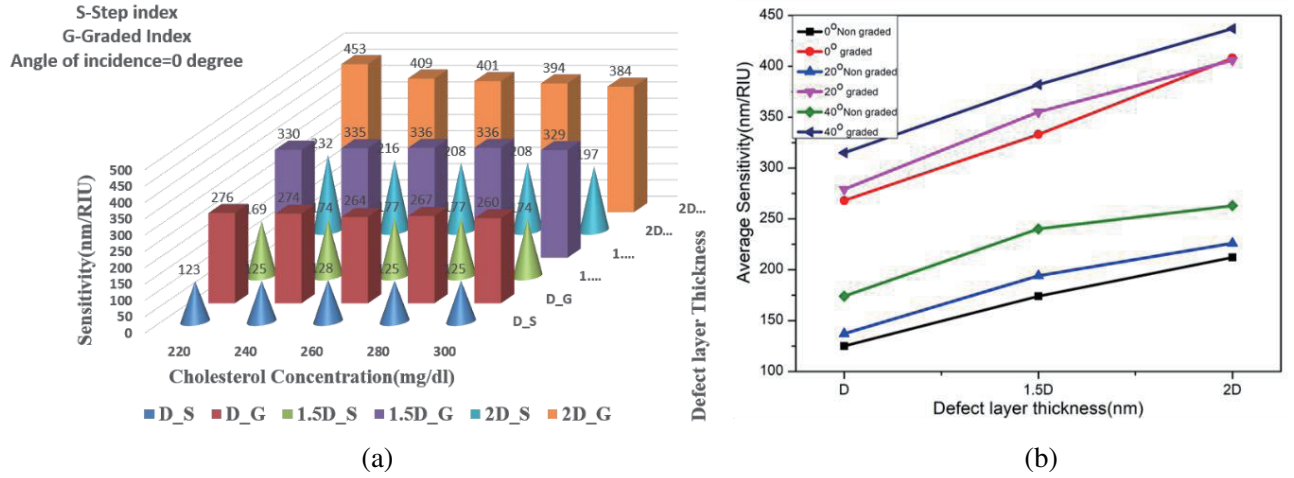 S-Step index
G-Graded Index
Angle of incidence=0 degree
453
409
401
394
384
330
335
336
336
329
232
216
208
208
197
276
274
264
267
260
169
174
177
177
174
123
125
128
125
125
500
450
400
350
300
250
200
150
100
50
0
Sensitivity(nm/RIU)
220
240
260
280
300
Cholesterol Concentration(mg/dl)
D_S
D_G
1....
1....
2D...
2D...
Defect layer Thickness
D_S
D_G
1.5D_S
1.5D_G
2D_S
2D_G
(a)
450
400
350
300
250
200
150
100
Average Sensitivity(nm/RIU)
0° Non graded
0° graded
20° Non graded
20° graded
40° Non graded
40° graded
D
1.5D
2D
Defect layer thickness(nm)
(b)